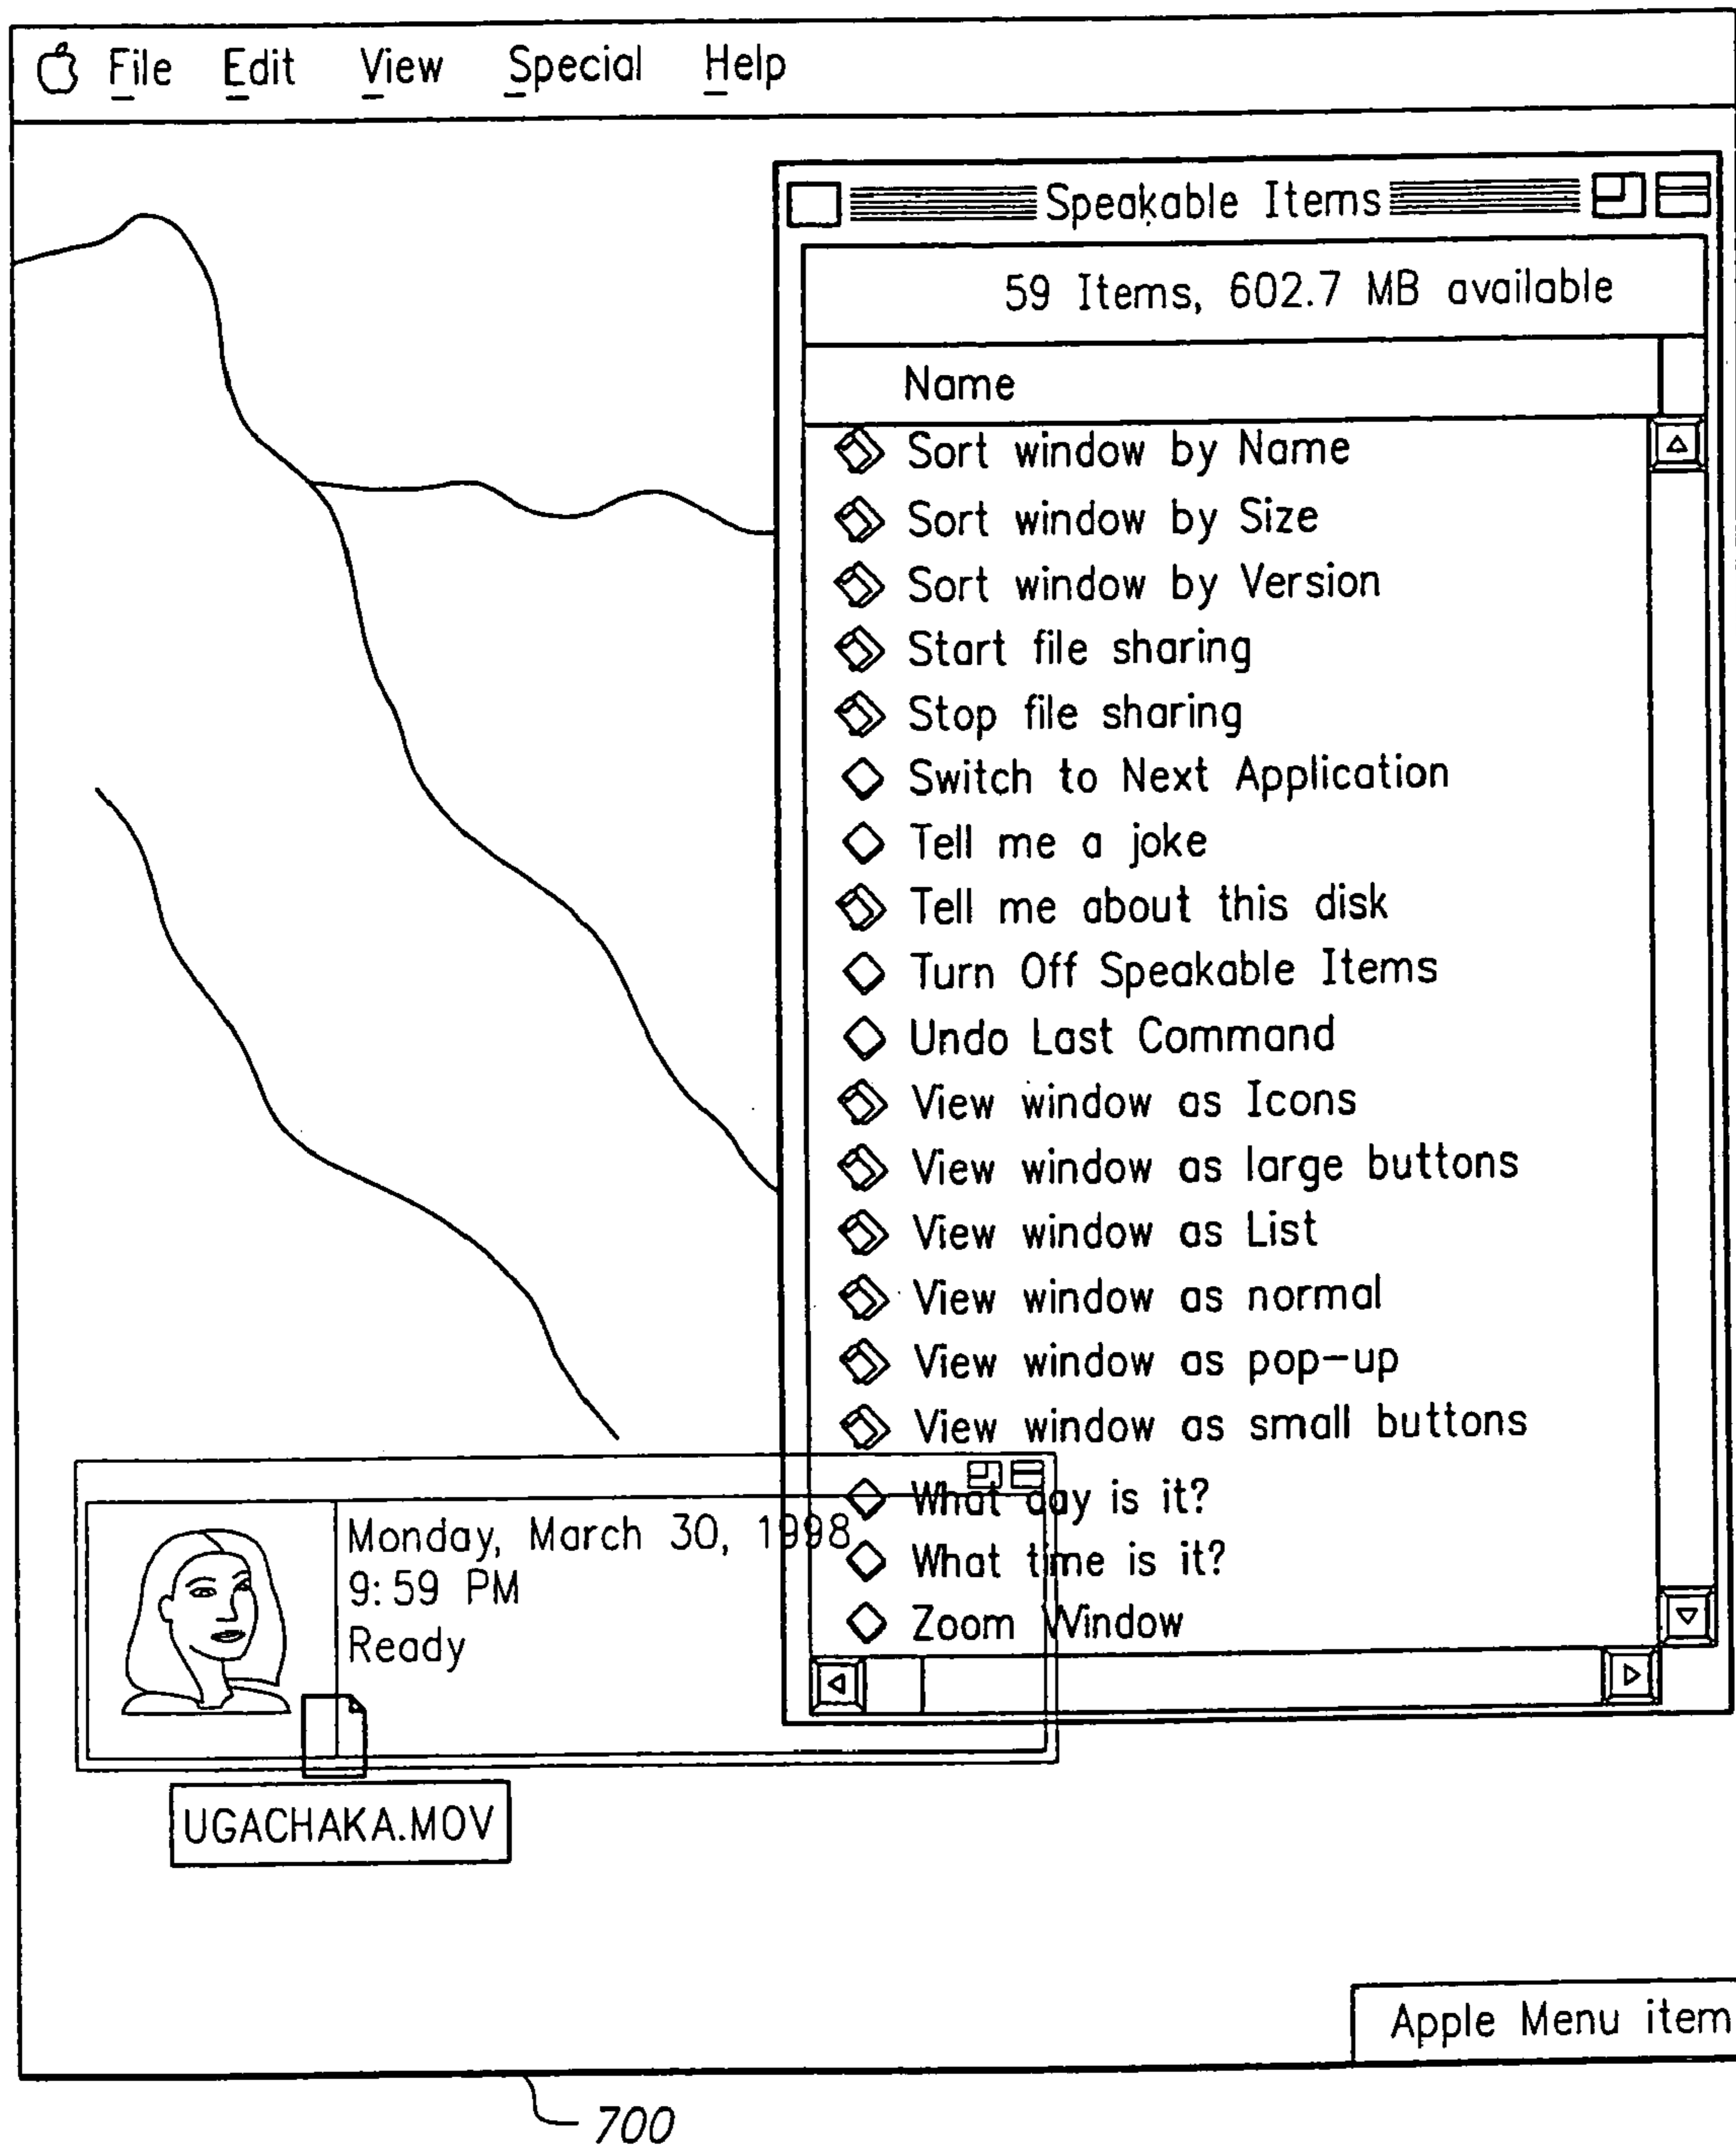 File Edit View Special Help
Speakable Items
59 Items, 602.7 MB available
Name
Sort window by Name
Sort window by Size
Sort window by Version
Start file sharing
Stop file sharing
Switch to Next Application
Tell me a joke
Tell me about this disk
Turn Off Speakable Items
Undo Last Command
View window as Icons
View window as large buttons
View window as List
View window as normal
View window as pop-up
View window as small buttons
What day is it?
What time is it?
Zoom Window
Monday, March 30, 1998
9:59 PM
Ready
UGACHAKA.MOV
Apple Menu item
700